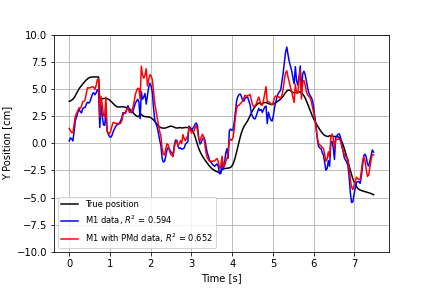 10.0
7.5
5.0
2.5
0.0
−2.5
−5.0
−7.5
−10.0
Y Position [cm]
True position
M1 data, R² = 0.594
M1 with PMd data, R² = 0.652
0 1 2 3 4 5 6 7
Time [s]